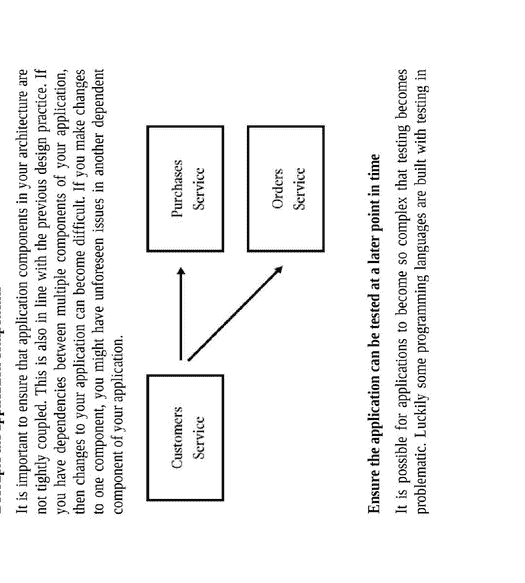 It is important to ensure that application components in your architecture are
not tightly coupled. This is also in line with the previous design practice. If
you have dependencies between multiple components of your application,
then changes to your application can become difficult. If you make changes
to one component, you might have unforeseen issues in another dependent
component of your application.
Customers
Service
Purchases
Service
Orders
Service
Ensure the application can be tested at a later point in time
It is possible for applications to become so complex that testing becomes
problematic. Luckily some programming languages are built with testing in